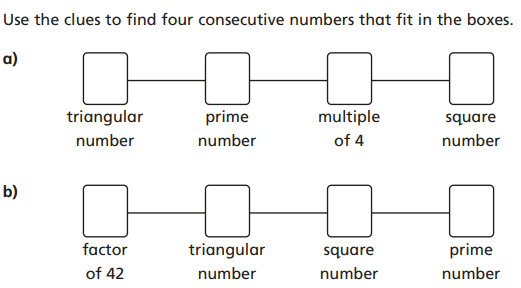 Use the clues to find four consecutive numbers that fit in the boxes.
a)
triangular prime multiple square
number number of 4 number
b)
factor triangular square prime
of 42 number number number